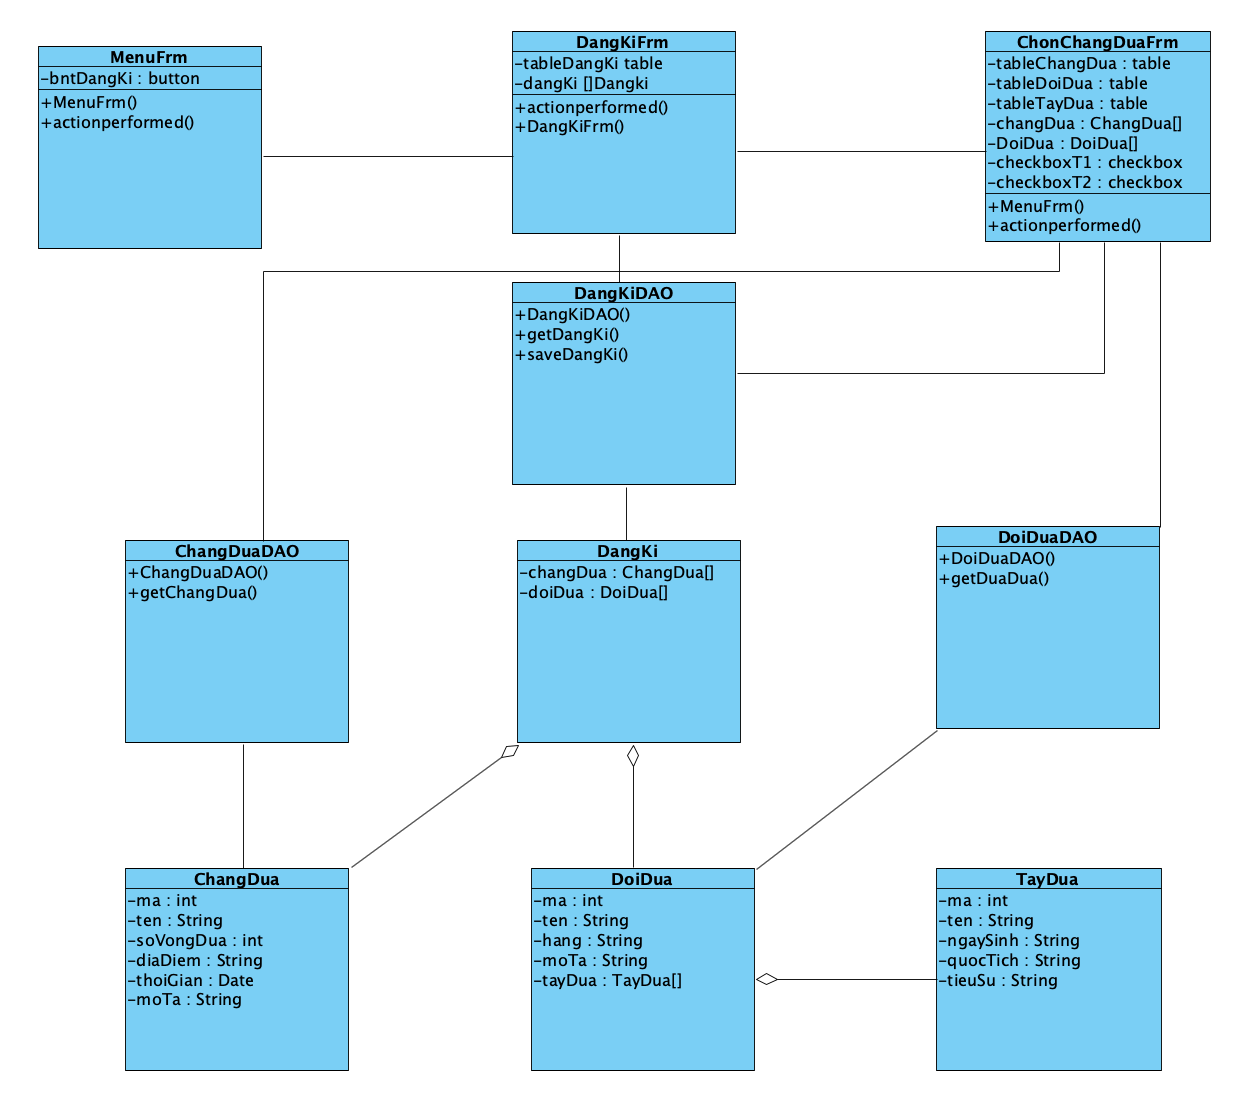 MenuFrm
-bntDangKi : button
+MenuFrm()
+actionperformed()
DangKiFrm
-tableDangKi table
-dangKi []Dangki
+actionperformed()
+DangKiFrm()
ChonChangDuaFrm
-tableChangDua : table
-tableDoiDua : table
-tableTayDua : table
-changDua : ChangDua[]
-DoiDua : DoiDua[]
-checkboxT1 : checkbox
-checkboxT2 : checkbox
+MenuFrm()
+actionperformed()
DangKiDAO
+DangKiDAO()
+getDangKi()
+saveDangKi()
ChangDuaDAO
+ChangDuaDAO()
+getChangDua()
DangKi
-changDua : ChangDua[]
-doiDua : DoiDua[]
DoiDuaDAO
+DoiDuaDAO()
+getDuaDua()
ChangDua
-ma : int
-ten : String
-soVongDua : int
-diaDiem : String
-thoiGian : Date
-moTa : String
DoiDua
-ma : int
-ten : String
-hang : String
-moTa : String
-tayDua : TayDua[]
TayDua
-ma : int
-ten : String
-ngaySinh : String
-quocTich : String
-tieuSu : String